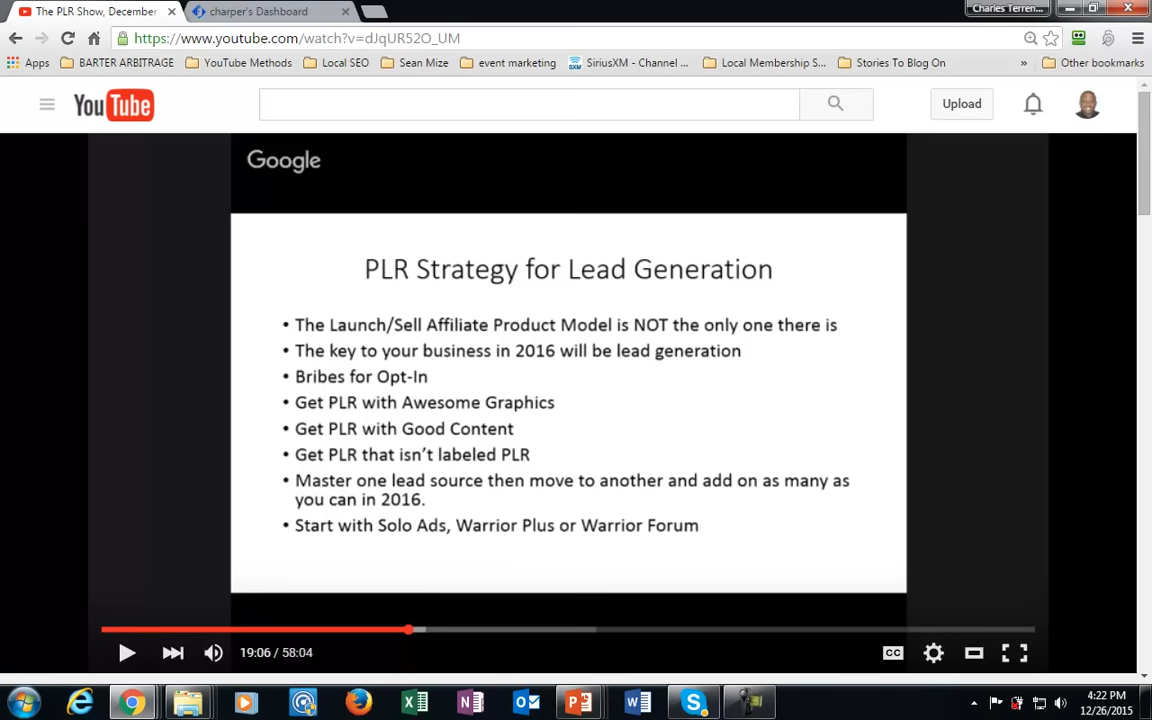 The PLR Show, December
charper's Dashboard
Charles Terren...
https://www.youtube.com/watch?v=dJqUR52O_UM
Apps
BARTER ARBITRAGE
YouTube Methods
Local SEO
Sean Mize
event marketing
SiriusXM - Channel ...
Local Membership S...
Stories To Blog On
»
Other bookmarks
YouTube
Upload
Google
PLR Strategy for Lead Generation
• The Launch/Sell Affiliate Product Model is NOT the only one there is
• The key to your business in 2016 will be lead generation
• Bribes for Opt-In
• Get PLR with Awesome Graphics
• Get PLR with Good Content
• Get PLR that isn't labeled PLR
• Master one lead source then move to another and add on as many as
you can in 2016.
• Start with Solo Ads, Warrior Plus or Warrior Forum
19:06 / 58:04
CC
4:22 PM
12/26/2015